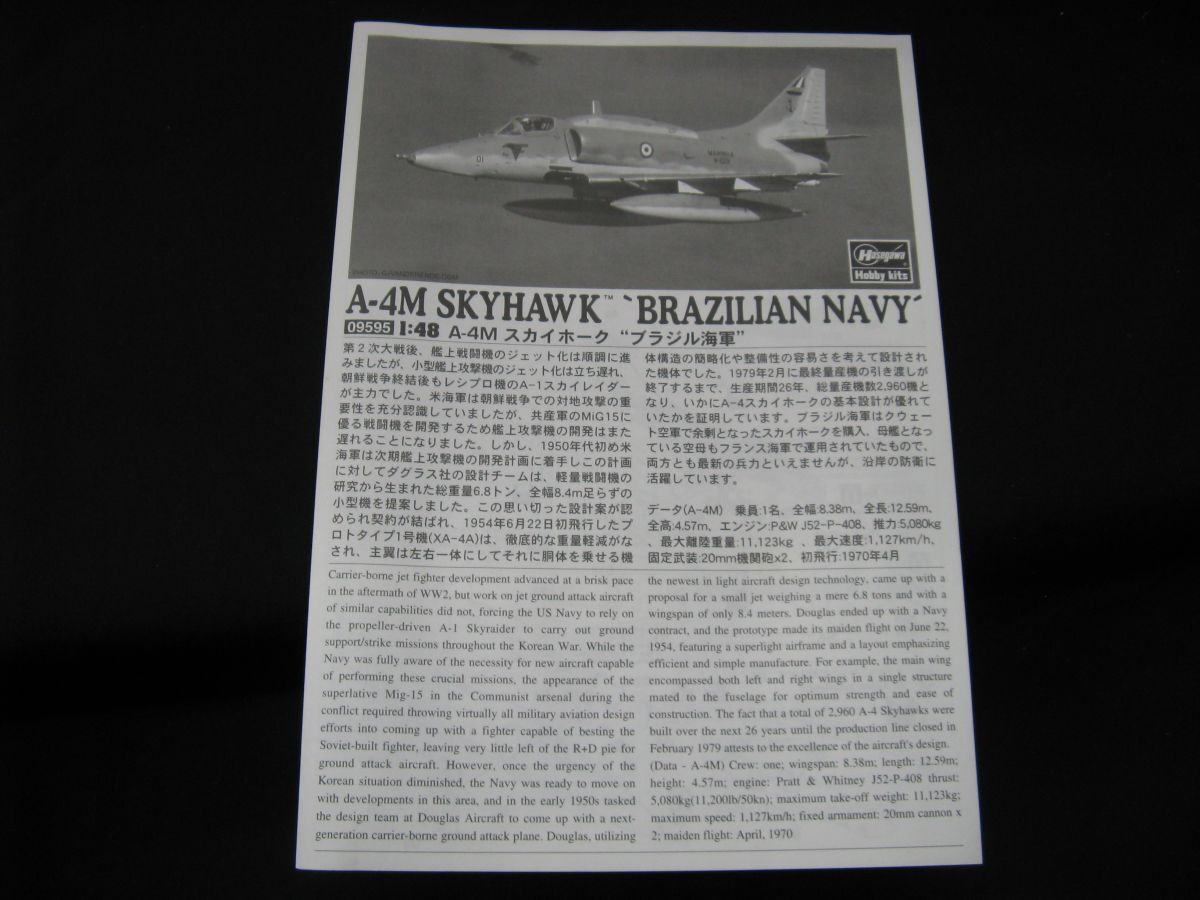 01
MARINHA
PHOTO: G.VANDERENDE-DSM
Hasegawa
Hobby kits
A-4M SKYHAWK™ `BRAZILIAN NAVY´
09595 1:48 A-4M スカイホーク “ブラジル海軍”
第2次大戦後、艦上戦闘機のジェット化は順調に進
みましたが、小型艦上攻撃機のジェット化は立ち遅れ、
朝鮮戦争終結後もレシプロ機のA-1スカイレイダー
が主力でした。米海軍は朝鮮戦争での対地攻撃の重
要性を充分認識していましたが、共産軍のMiG15に
優る戦闘機を開発するため艦上攻撃機の開発はまた
遅れることになりました。しかし、1950年代初め米
海軍は次期艦上攻撃機の開発計画に着手しこの計画
に対してダグラス社の設計チームは、軽量戦闘機の
研究から生まれた総重量6.8トン、全幅8.4m足らずの
小型機を提案しました。この思い切った設計案が認
められ契約が結ばれ、1954年6月22日初飛行したプ
ロトタイプ1号機(XA-4A)は、徹底的な重量軽減がな
され、主翼は左右一体にしてそれに胴体を乗せる機
体構造の簡略化や整備性の容易さを考えて設計され
た機体でした。1979年2月に最終量産機の引き渡しが
終了するまで、生産期間26年、総量産機数2,960機と
なり、いかにA-4スカイホークの基本設計が優れて
いたかを証明しています。ブラジル海軍はクウェー
ト空軍で余剰となったスカイホークを購入、母艦となっ
ている空母もフランス海軍で運用されていたもので、
両方とも最新の兵力といえませんが、沿岸の防衛に
活躍しています。
データ(A-4M) 乗員:1名、全幅:8.38m、全長:12.59m、
全高:4.57m、エンジン:P&W J52-P-408、推力:5,080kg
、最大離陸重量:11,123kg 、最大速度:1,127km/h、
固定武装:20mm機関砲x2、初飛行:1970年4月
Carrier-borne jet fighter development advanced at a brisk pace
in the aftermath of WW2, but work on jet ground attack aircraft
of similar capabilities did not, forcing the US Navy to rely on
the propeller-driven A-1 Skyraider to carry out ground
support/strike missions throughout the Korean War. While the
Navy was fully aware of the necessity for new aircraft capable
of performing these crucial missions, the appearance of the
superlative Mig-15 in the Communist arsenal during the
conflict required throwing virtually all military aviation design
efforts into coming up with a fighter capable of besting the
Soviet-built fighter, leaving very little left of the R+D pie for
ground attack aircraft. However, once the urgency of the
Korean situation diminished, the Navy was ready to move on
with developments in this area, and in the early 1950s tasked
the design team at Douglas Aircraft to come up with a next-
generation carrier-borne ground attack plane. Douglas, utilizing
the newest in light aircraft design technology, came up with a
proposal for a small jet weighing a mere 6.8 tons and with a
wingspan of only 8.4 meters. Douglas ended up with a Navy
contract, and the prototype made its maiden flight on June 22,
1954, featuring a superlight airframe and a layout emphasizing
efficient and simple manufacture. For example, the main wing
encompassed both left and right wings in a single structure
mated to the fuselage for optimum strength and ease of
construction. The fact that a total of 2,960 A-4 Skyhawks were
built over the next 26 years until the production line closed in
February 1979 attests to the excellence of the aircraft's design.
(Data - A-4M) Crew: one; wingspan: 8.38m; length: 12.59m;
height: 4.57m; engine: Pratt & Whitney J52-P-408 thrust:
5,080kg(11,200lb/50kn); maximum take-off weight: 11,123kg;
maximum speed: 1,127km/h; fixed armament: 20mm cannon x
2; maiden flight: April, 1970